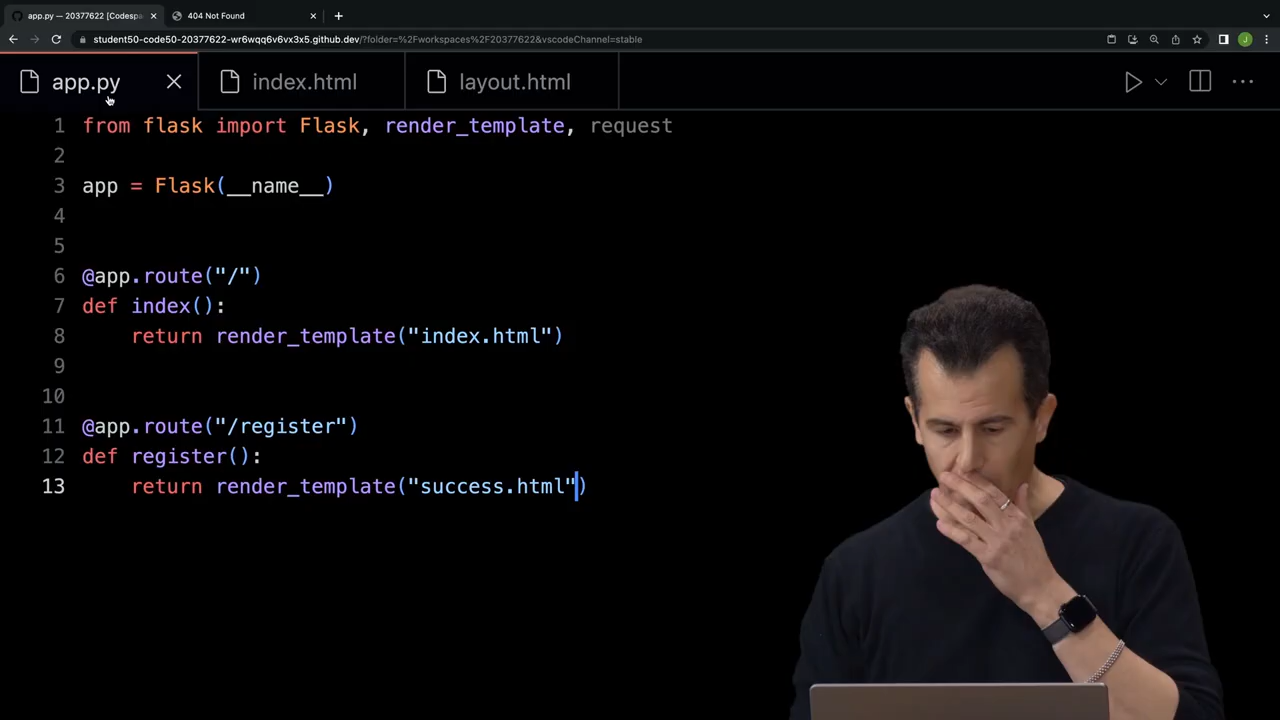 app.py — 20377622 [Codespa
404 Not Found
student50-code50-20377622-wr6wqq6v6vx3x5.github.dev/?folder=%2Fworkspaces%2F20377622&vscodeChannel=stable
J
app.py
index.html
layout.html
1 from flask import Flask, render_template, request
2
3 app = Flask(__name__)
4
5
6 @app.route("/")
7 def index():
8     return render_template("index.html")
9
10
11 @app.route("/register")
12 def register():
13     return render_template("success.html")